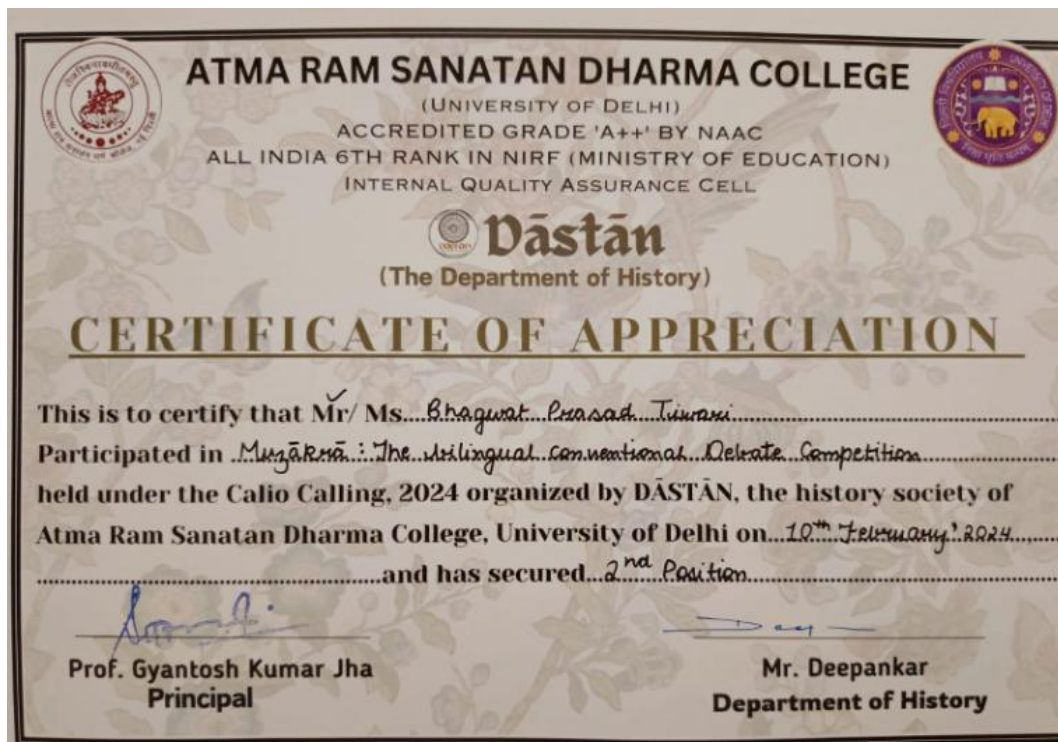 ATMA RAM SANATAN DHARMA COLLEGE
(UNIVERSITY OF DELHI)
ACCREDITED GRADE 'A++' BY NAAC
ALL INDIA 6TH RANK IN NIRF (MINISTRY OF EDUCATION)
INTERNAL QUALITY ASSURANCE CELL
Dāstān
(The Department of History)
CERTIFICATE OF APPRECIATION
This is to certify that Mr/ Ms. Bhagwat Prasad Tiwari
Participated in Muzākrā : The bilingual conventional Debate Competition
held under the Calio Calling, 2024 organized by DĀSTĀN, the history society of
Atma Ram Sanatan Dharma College, University of Delhi on 10th February' 2024
and has secured 2nd Position
Prof. Gyantosh Kumar Jha
Principal
Mr. Deepankar
Department of History